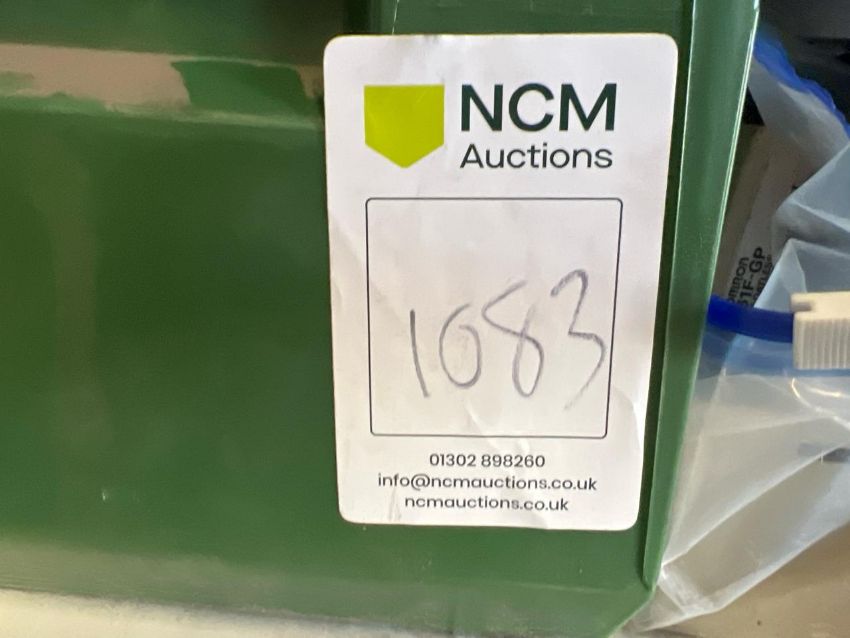 NCM
Auctions
1083
01302 898260
info@ncmauctions.co.uk
ncmauctions.co.uk